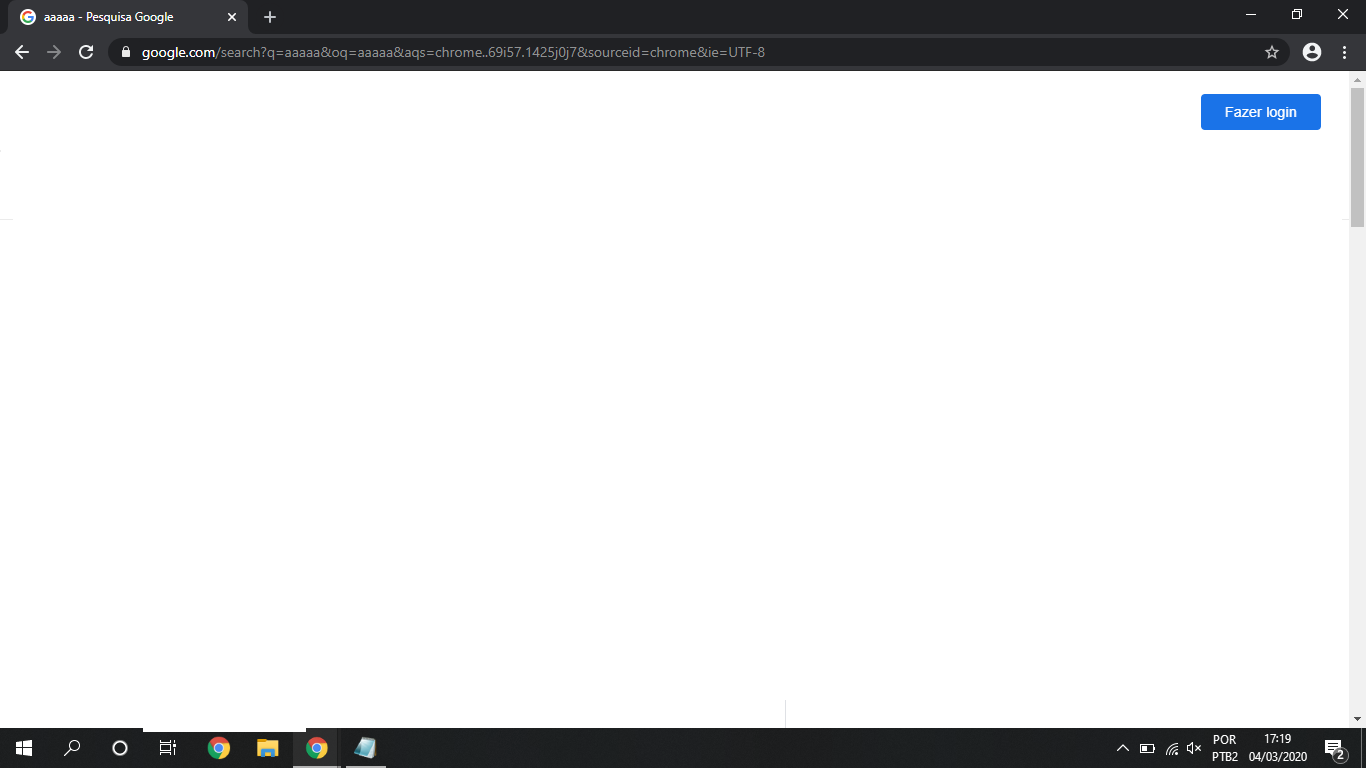 aaaaa - Pesquisa Google
google.com/search?q=aaaaa&oq=aaaaa&aqs=chrome..69i57.1425j0j7&sourceid=chrome&ie=UTF-8
Fazer login
POR
PTB2
17:19
04/03/2020
2